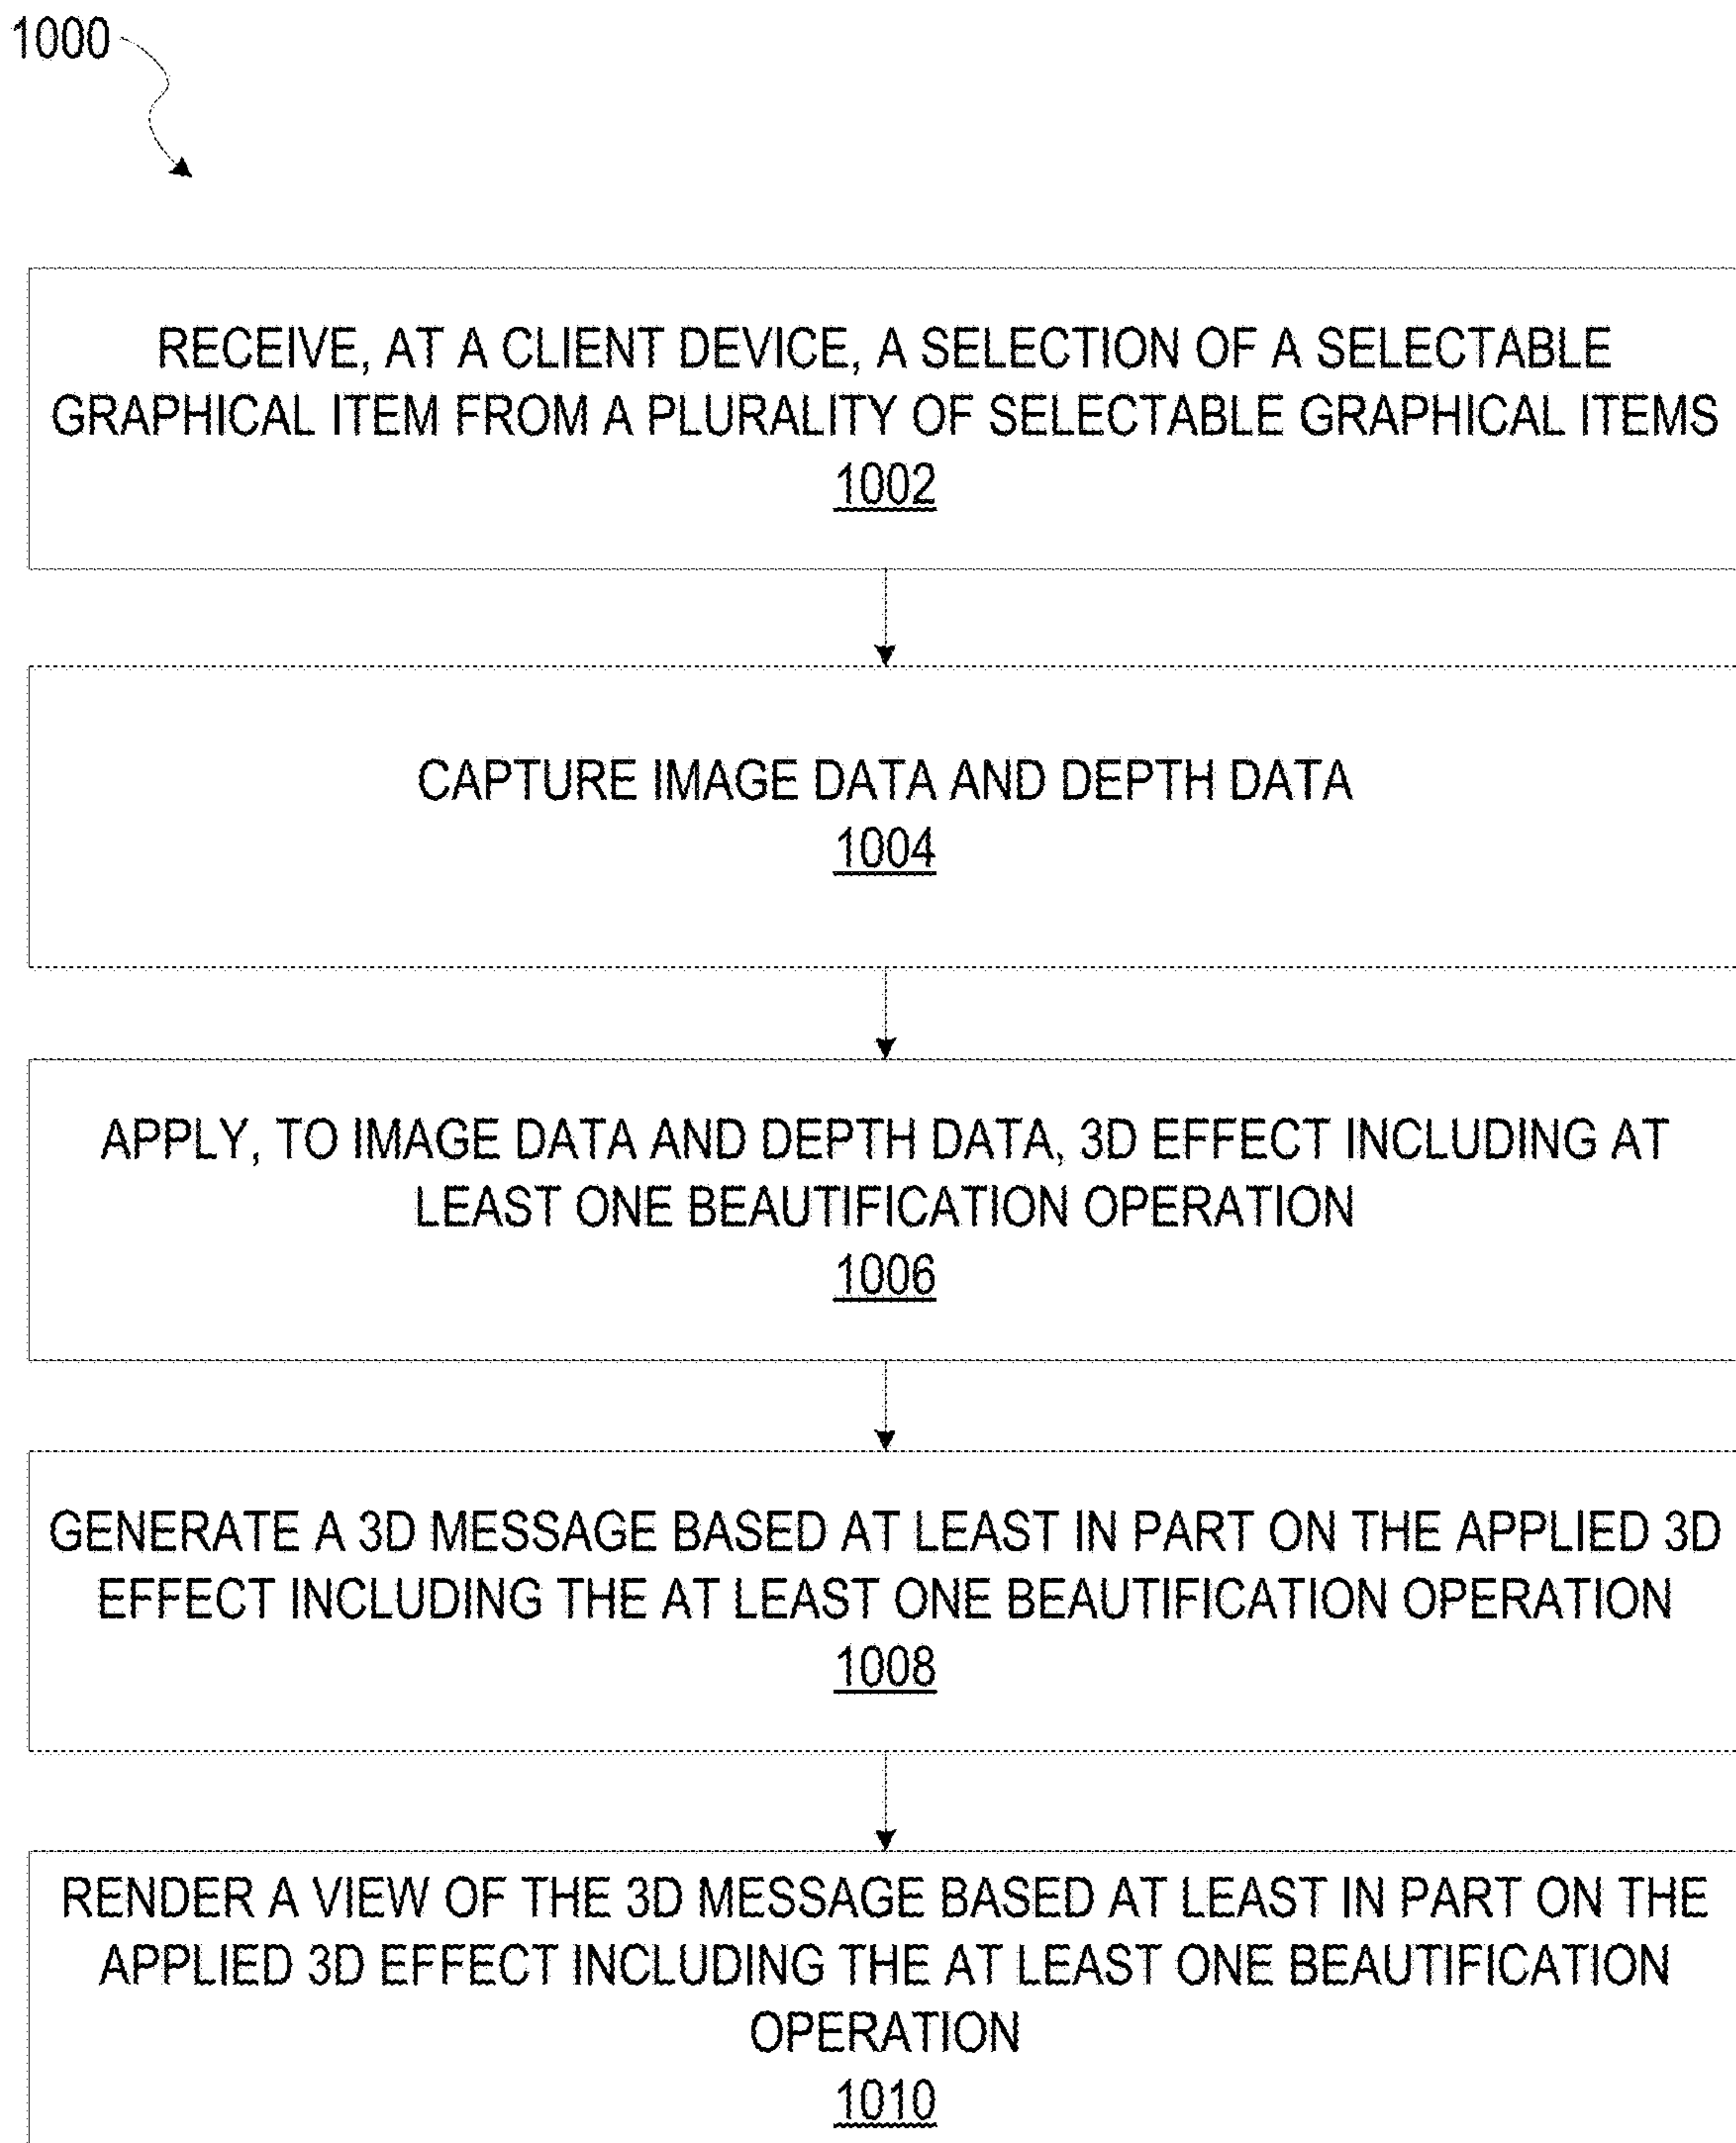 1000
RECEIVE, AT A CLIENT DEVICE, A SELECTION OF A SELECTABLE
GRAPHICAL ITEM FROM A PLURALITY OF SELECTABLE GRAPHICAL ITEMS
1002
CAPTURE IMAGE DATA AND DEPTH DATA
1004
APPLY, TO IMAGE DATA AND DEPTH DATA, 3D EFFECT INCLUDING AT
LEAST ONE BEAUTIFICATION OPERATION
1006
GENERATE A 3D MESSAGE BASED AT LEAST IN PART ON THE APPLIED 3D
EFFECT INCLUDING THE AT LEAST ONE BEAUTIFICATION OPERATION
1008
RENDER A VIEW OF THE 3D MESSAGE BASED AT LEAST IN PART ON THE
APPLIED 3D EFFECT INCLUDING THE AT LEAST ONE BEAUTIFICATION
OPERATION
1010